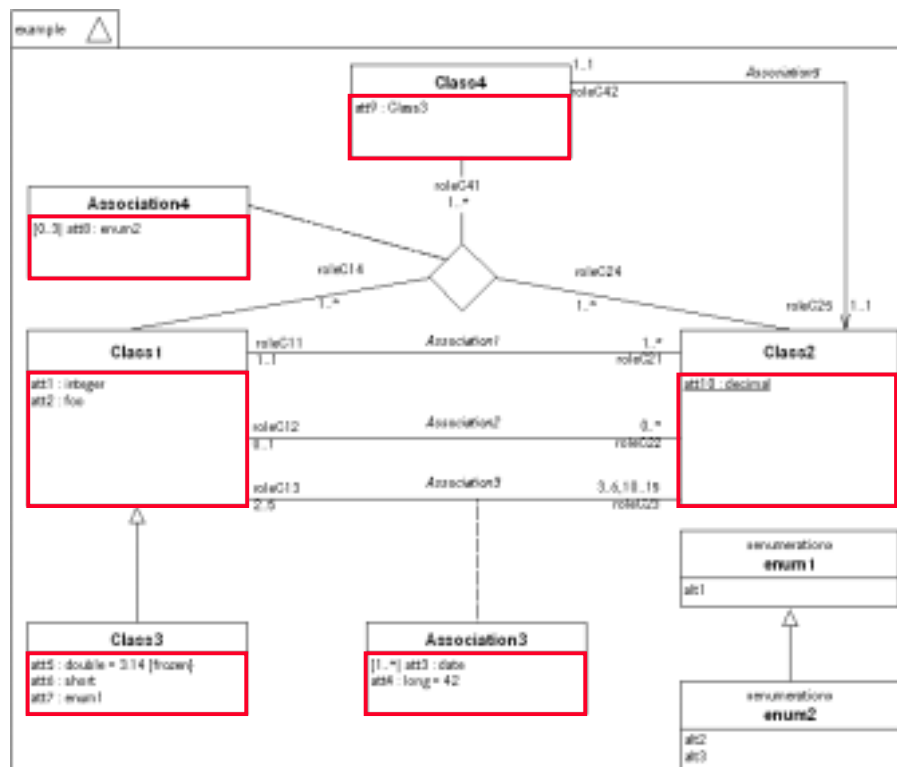 example
Class4
att9 : Class3
1..1
roleC42
Association5
roleC41
1..*
Association4
[0..3] att8 : enum2
roleC14
1..*
roleC24
1..*
roleC25
1..1
Class1
att1 : integer
att2 : foo
roleC11
1..1
Association1
1..*
roleC21
Class2
att10 : decimal
roleC12
0..1
Association2
0..*
roleC22
roleC13
2..5
Association3
3..6,10..15
roleC23
«enumeration»
enum1
alt1
Class3
att5 : double = 3.14 {frozen}
att6 : short
att7 : enum1
Association3
[1..*] att3 : date
att4 : long = 42
«enumeration»
enum2
alt2
alt3